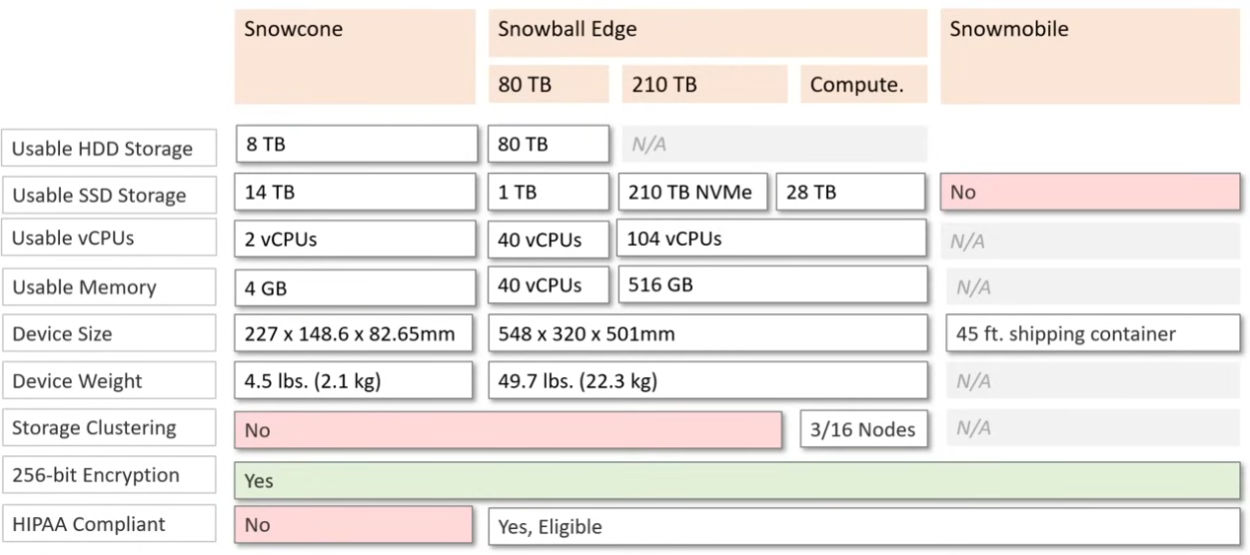 Snowcone Snowball Edge Snowmobile
80 TB 210 TB Compute.
Usable HDD Storage 8 TB 80 TB N/A
Usable SSD Storage 14 TB 1 TB 210 TB NVMe 28 TB No
Usable vCPUs 2 vCPUs 40 vCPUs 104 vCPUs N/A
Usable Memory 4 GB 40 vCPUs 516 GB N/A
Device Size 227 x 148.6 x 82.65mm 548 x 320 x 501mm 45 ft. shipping container
Device Weight 4.5 lbs. (2.1 kg) 49.7 lbs. (22.3 kg) N/A
Storage Clustering No 3/16 Nodes N/A
256-bit Encryption Yes
HIPAA Compliant No Yes, Eligible